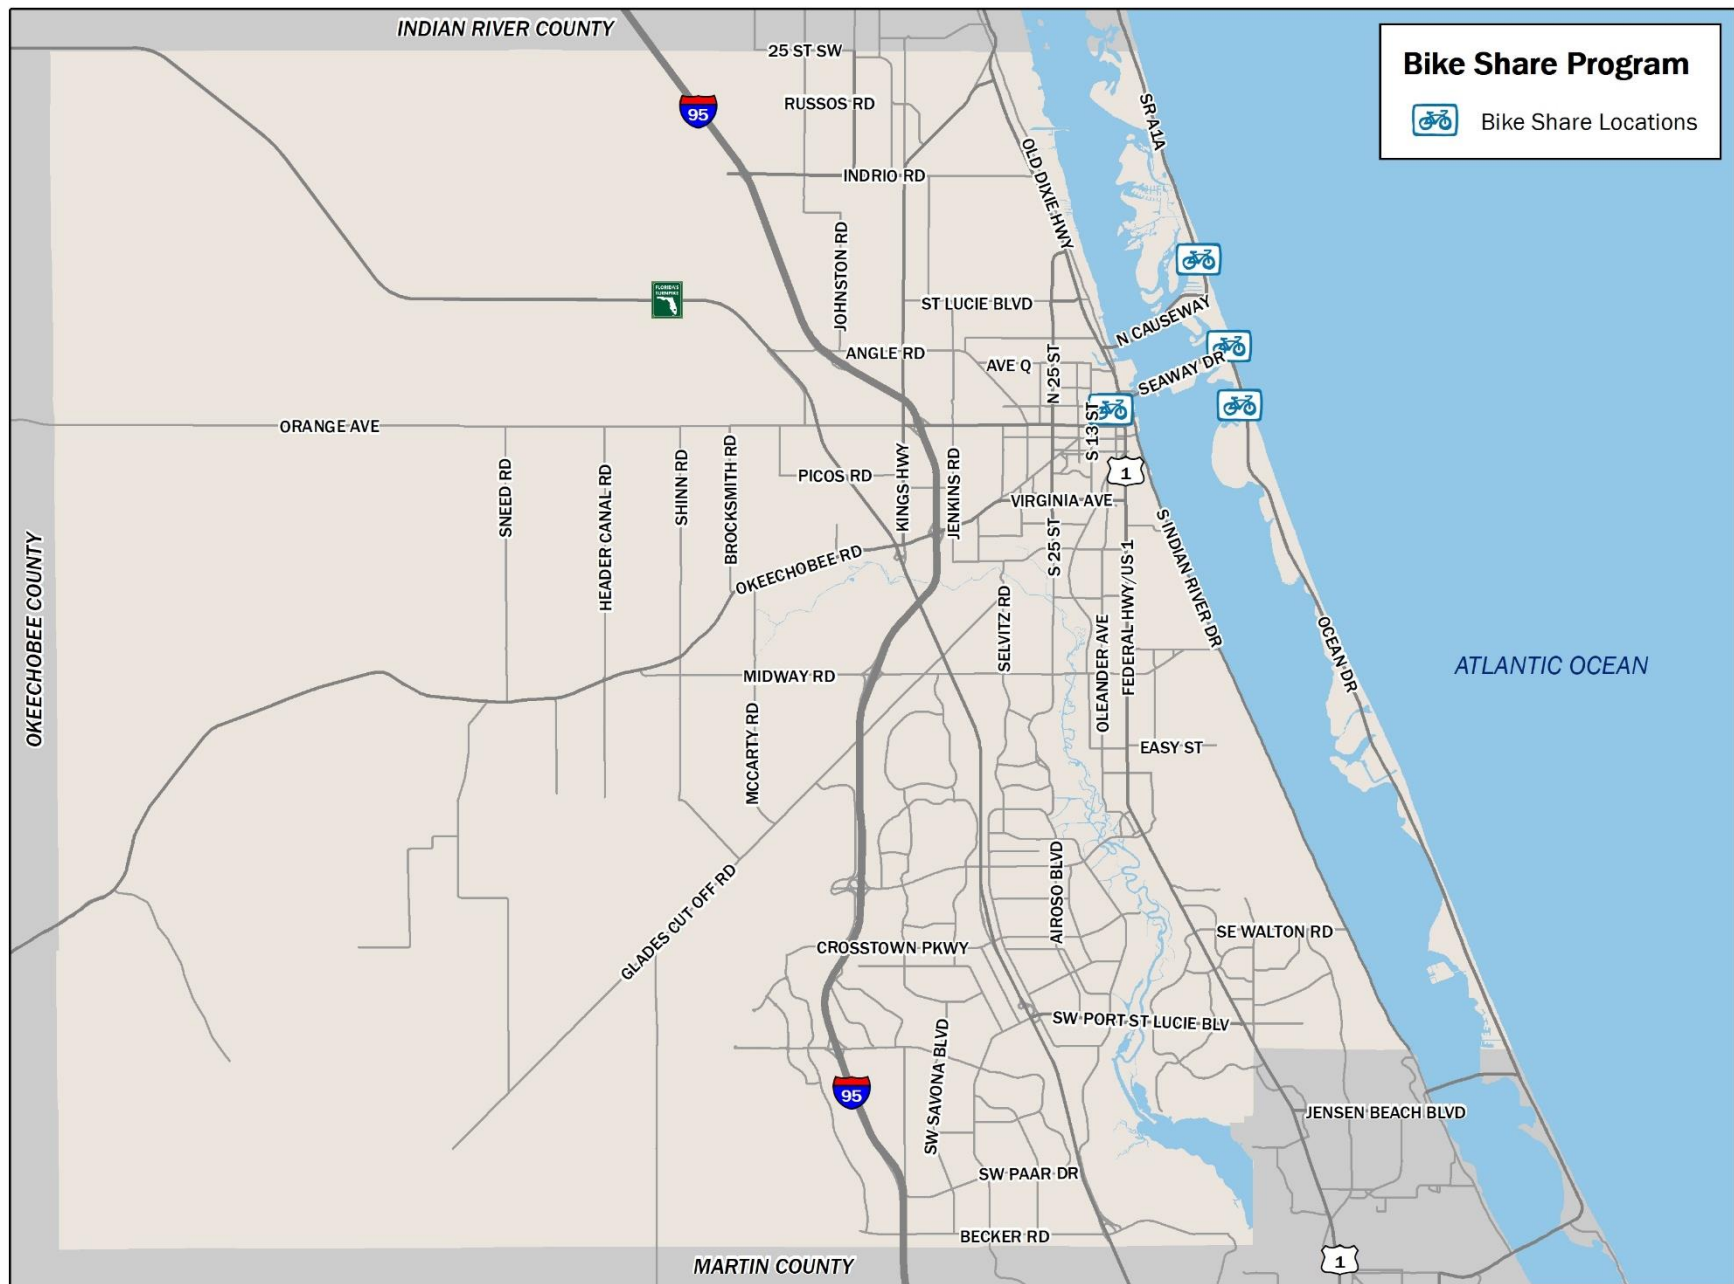 INDIAN RIVER COUNTY
25 ST SW
Bike Share Program
Bike Share Locations
RUSSOS RD
95
SR A1A
INDRIO RD
OLD DIXIE HWY
JOHNSTON RD
FLORIDA'S
TURNPIKE
ST LUCIE BLVD
N CAUSEWAY
ANGLE RD
AVE Q
N 25 ST
SEAWAY DR
ORANGE AVE
S 13 ST
SNEED RD
HEADER CANAL RD
SHINN RD
BROCKSMITH RD
PICOS RD
KINGS HWY
JENKINS RD
1
VIRGINIA AVE
S 25 ST
S INDIAN RIVER DR
OKEECHOBEE COUNTY
OKEECHOBEE RD
SELVITZ RD
OLEANDER AVE
FEDERAL HWY/US 1
OCEAN DR
ATLANTIC OCEAN
MIDWAY RD
MCCARTY RD
EASY ST
GLADES CUT OFF RD
AIROSO BLVD
SE WALTON RD
CROSSTOWN PKWY
SW PORT ST LUCIE BLV
SW SAVONA BLVD
95
JENSEN BEACH BLVD
SW PAAR DR
BECKER RD
MARTIN COUNTY
1